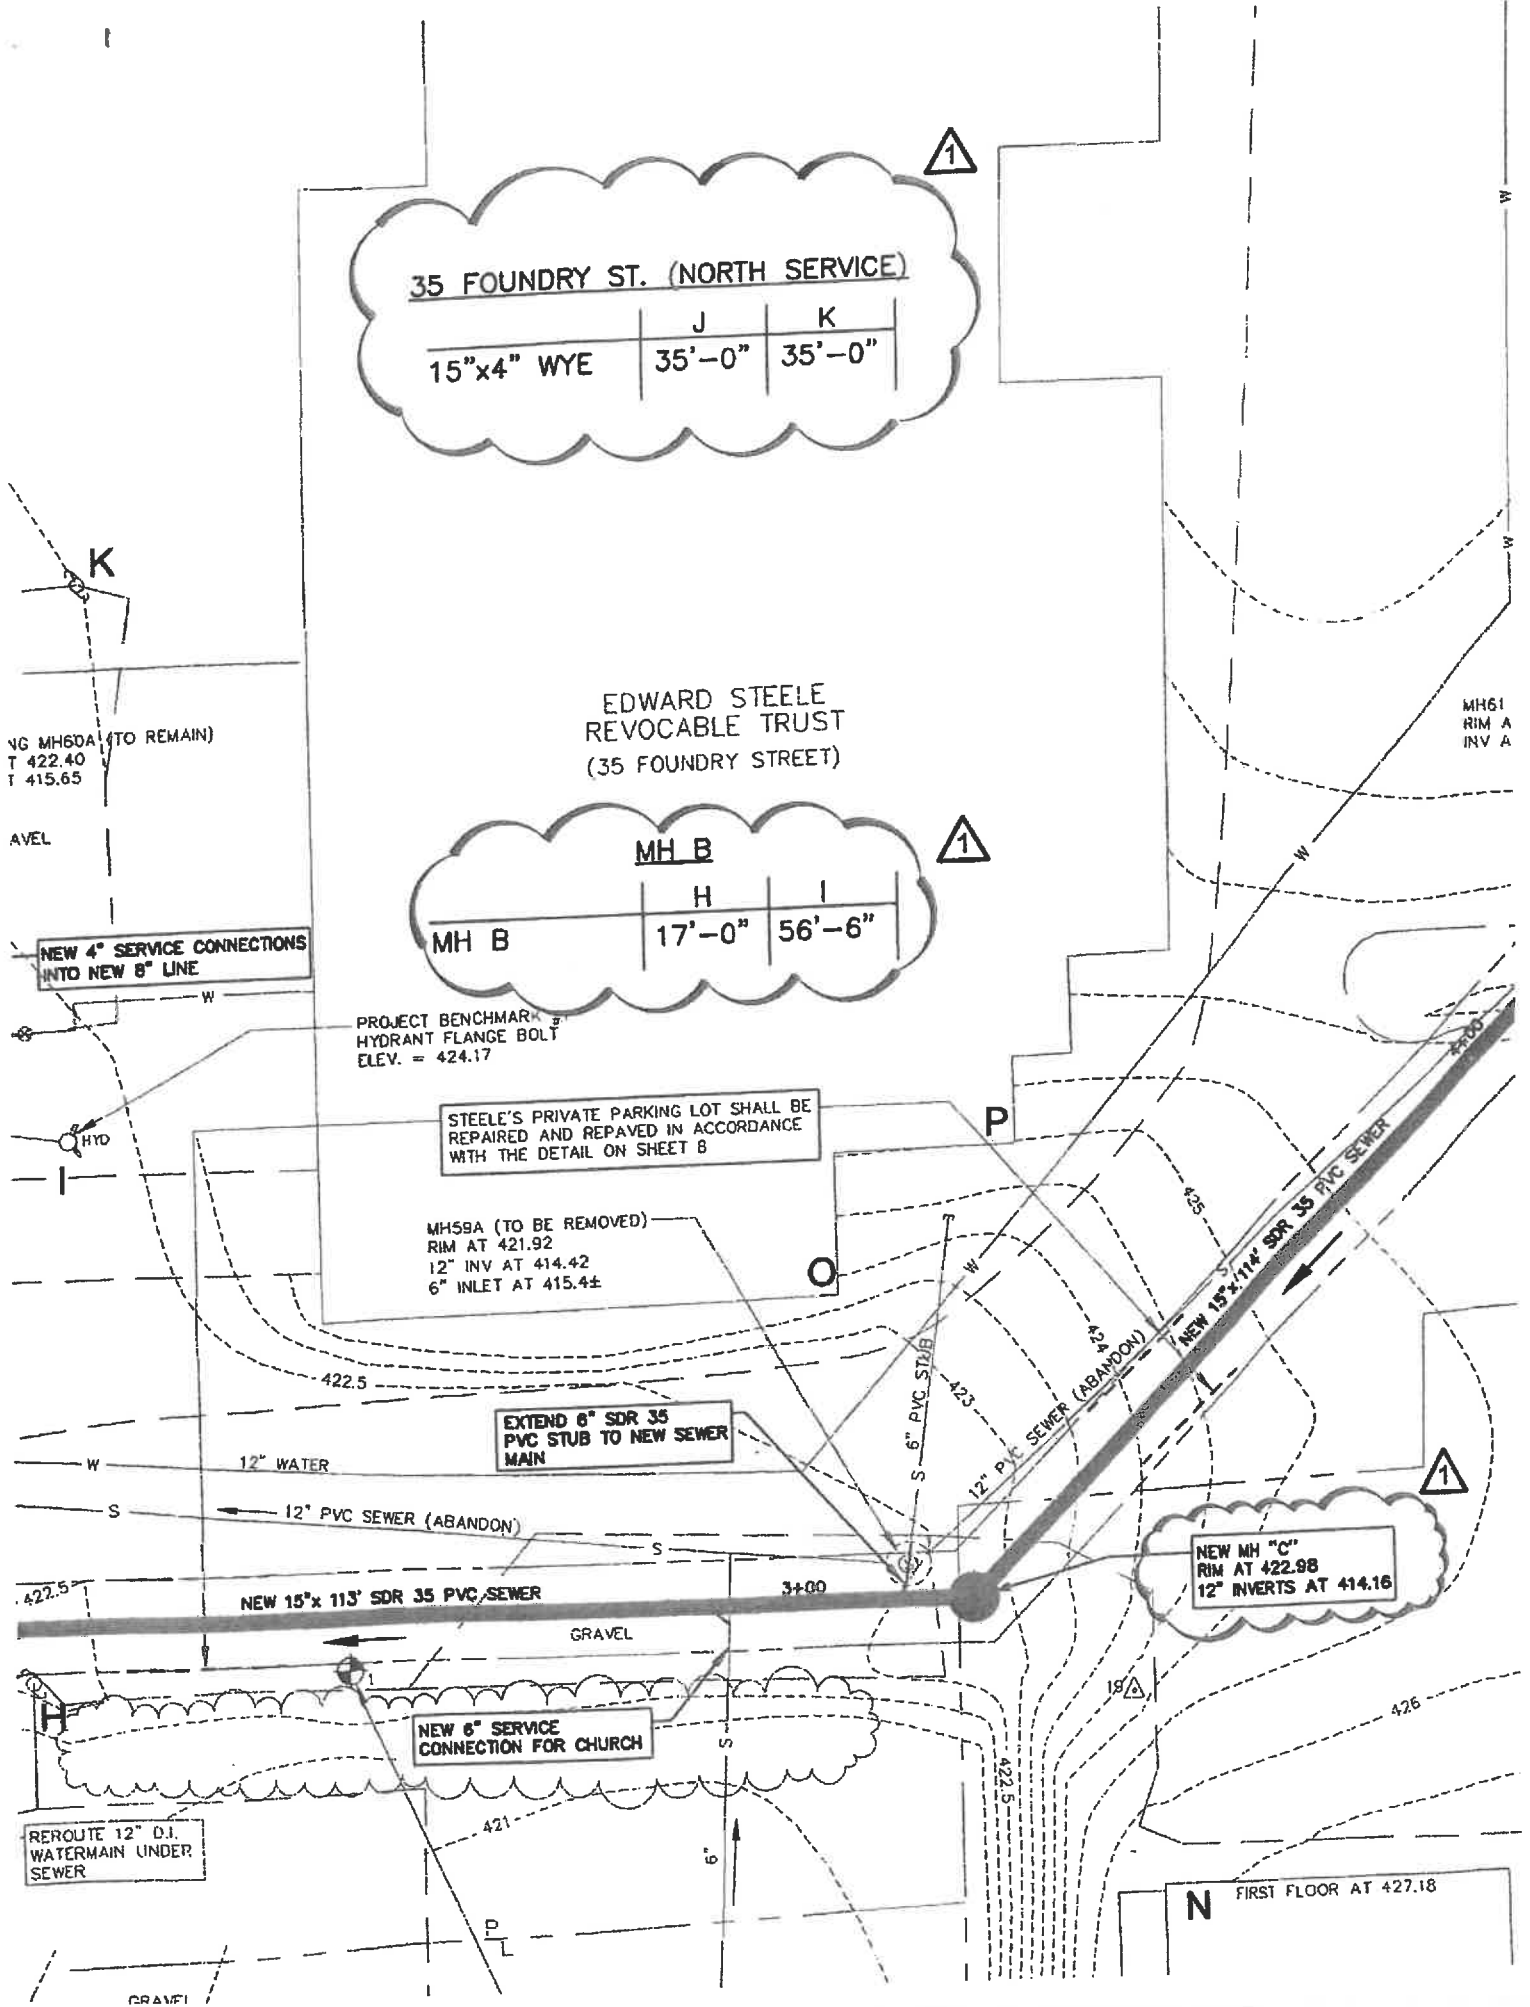 1
35 FOUNDRY ST. (NORTH SERVICE)
J K
15"x4" WYE 35'-0" 35'-0"
W
K
W
EDWARD STEELE
REVOCABLE TRUST
(35 FOUNDRY STREET)
NG MH60A (TO REMAIN)
T 422.40
T 415.65
MH61
RIM A
INV A
AVEL
1
MH B
H I
MH B 17'-0" 56'-6"
W
NEW 4" SERVICE CONNECTIONS
INTO NEW 8" LINE
W
PROJECT BENCHMARK
HYDRANT FLANGE BOLT
ELEV. = 424.17
4+00
HYD
I
STEELE'S PRIVATE PARKING LOT SHALL BE
REPAIRED AND REPAVED IN ACCORDANCE
WITH THE DETAIL ON SHEET 8
P
NEW 15"x 114' SDR 35 PVC SEWER
425
MH59A (TO BE REMOVED)
RIM AT 421.92
12" INV AT 414.42
6" INLET AT 415.4±
O
W
S
424
423
422.5
S 6" PVC STUB
12" PVC SEWER (ABANDON)
EXTEND 6" SDR 35
PVC STUB TO NEW SEWER
MAIN
W 12" WATER
S 12" PVC SEWER (ABANDON) S
1
NEW MH "C"
RIM AT 422.98
12" INVERTS AT 414.16
422.5
NEW 15"x 113' SDR 35 PVC SEWER
3+00
GRAVEL
1
19
H
NEW 6" SERVICE
CONNECTION FOR CHURCH
S
426
422.5
421
REROUTE 12" D.I.
WATERMAIN UNDER
SEWER
6"
N
FIRST FLOOR AT 427.18
P
L
GRAVEL